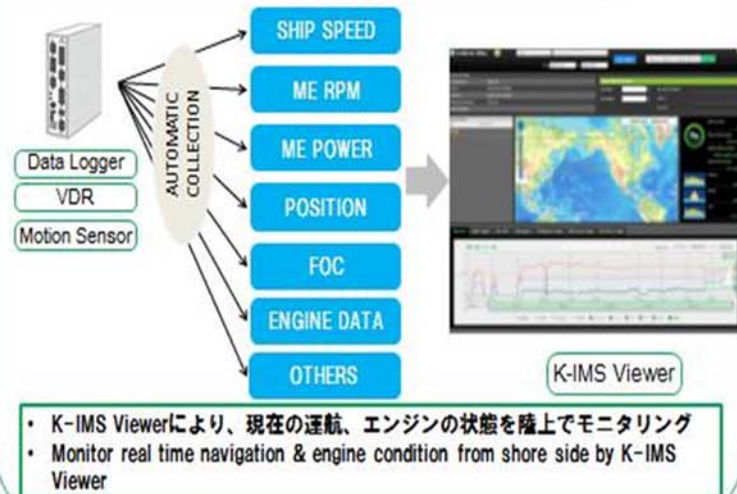 SHIP SPEED
ME RPM
ME POWER
POSITION
FOC
ENGINE DATA
OTHERS
AUTOMATIC
COLLECTION
Data Logger
VDR
Motion Sensor
K-IMS Viewer
• K-IMS Viewerにより、現在の運航、エンジンの状態を陸上でモニタリング
• Monitor real time navigation & engine condition from shore side by K-IMS
Viewer